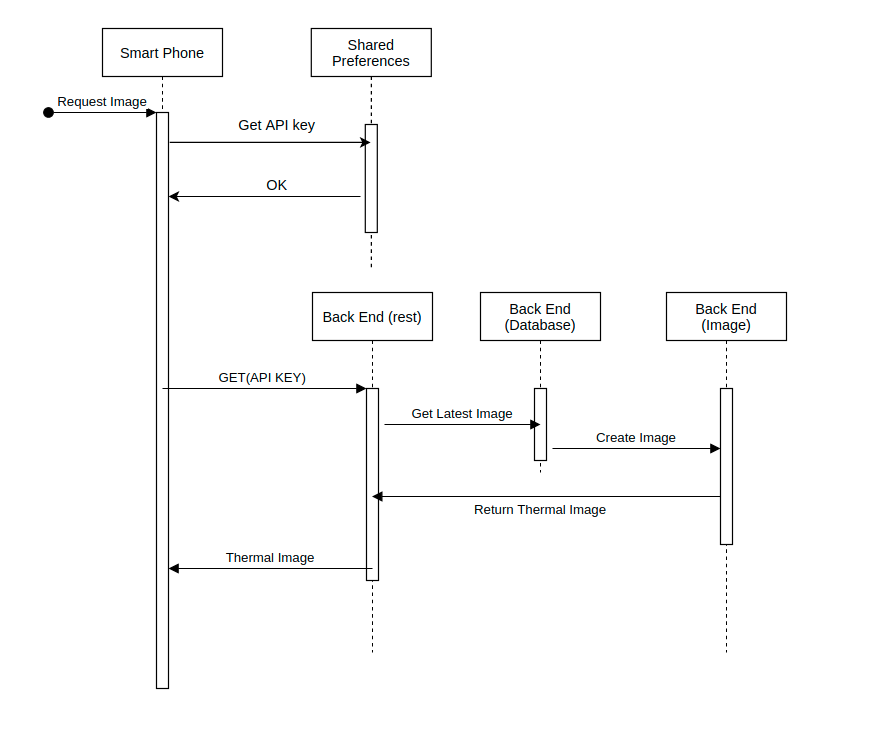 Smart Phone
Shared
Preferences
Request Image
Get API key
OK
Back End (rest)
Back End
(Database)
Back End
(Image)
GET(API KEY)
Get Latest Image
Create Image
Return Thermal Image
Thermal Image